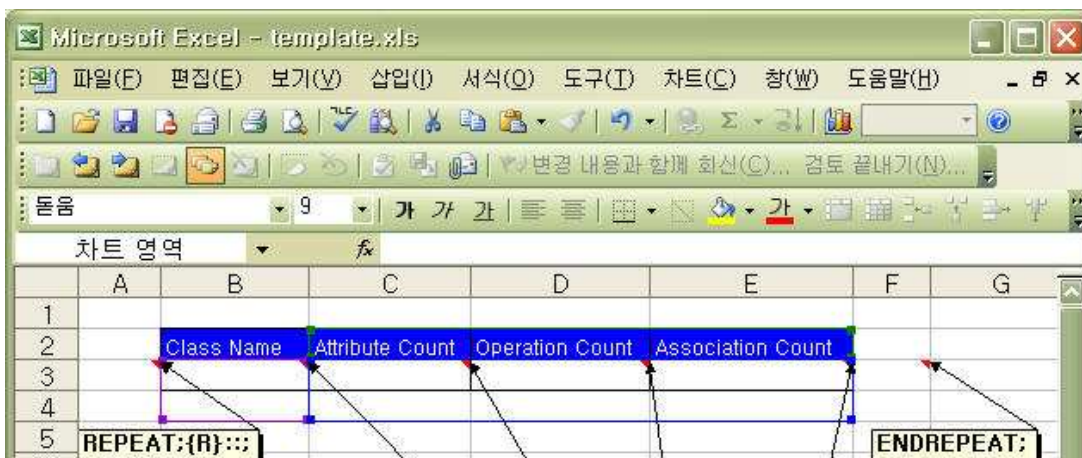 Microsoft Excel - template.xls
파일(F) 편집(E) 보기(V) 삽입(I) 서식(O) 도구(T) 차트(C) 창(W) 도움말(H)
변경 내용과 함께 회신(C)... 검토 끝내기(N)...
돋움 9 가 가 가 가
차트 영역 fx
A B C D E F G
1
2 Class Name Attribute Count Operation Count Association Count
3
4
5 REPEAT;{R}::; ENDREPEAT;